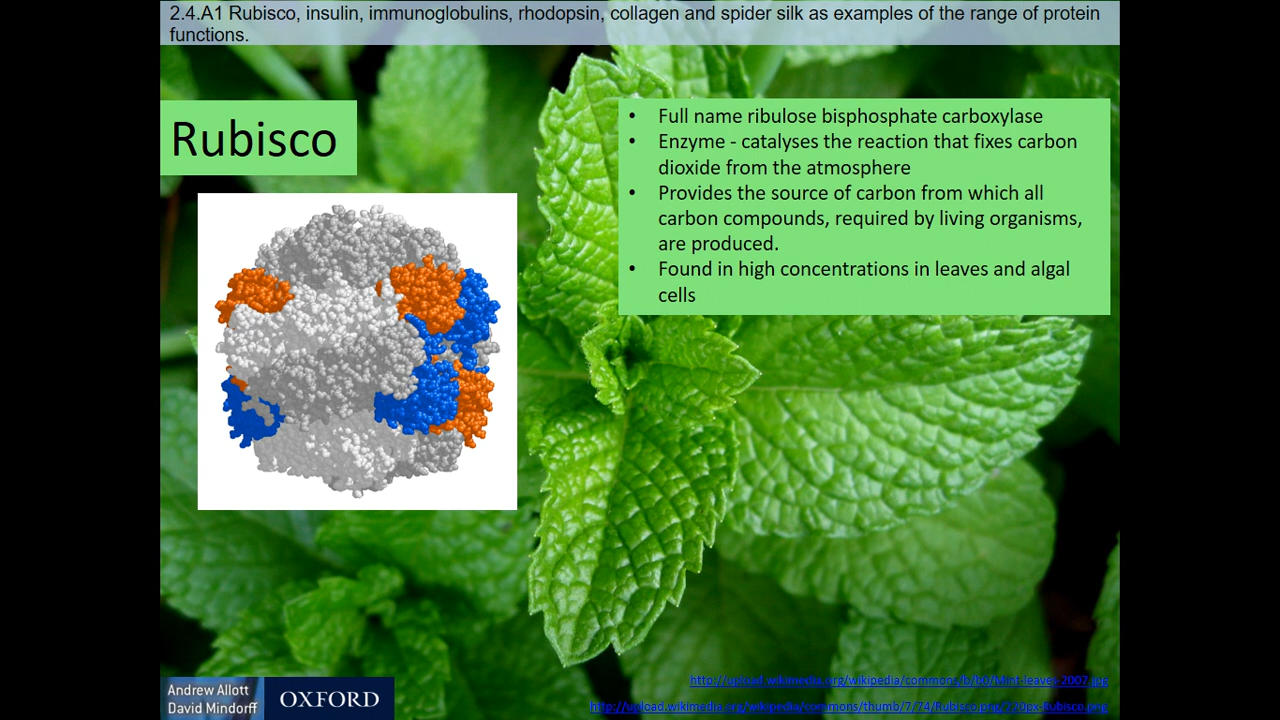 2.4.A1 Rubisco, insulin, immunoglobulins, rhodopsin, collagen and spider silk as examples of the range of protein
functions.
Rubisco
• Full name ribulose bisphosphate carboxylase
• Enzyme - catalyses the reaction that fixes carbon
dioxide from the atmosphere
• Provides the source of carbon from which all
carbon compounds, required by living organisms,
are produced.
• Found in high concentrations in leaves and algal
cells
http://upload.wikimedia.org/wikipedia/commons/b/b0/Mint-leaves-2007.jpg
http://upload.wikimedia.org/wikipedia/commons/thumb/7/74/Rubisco.png/720px-Rubisco.png
Andrew Allott
David Mindorff
OXFORD